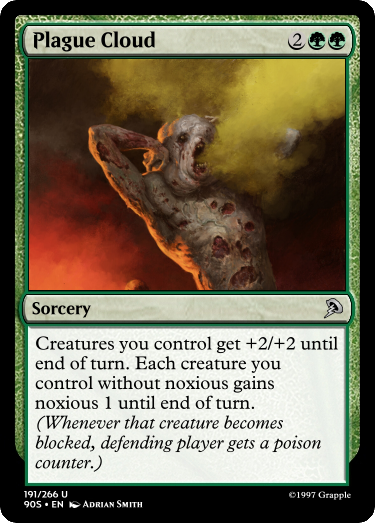 Plague Cloud 2
Sorcery
Creatures you control get +2/+2 until
end of turn. Each creature you
control without noxious gains
noxious 1 until end of turn.
(Whenever that creature becomes
blocked, defending player gets a poison
counter.)
191/266 U
90S • EN Adrian Smith
©1997 Grapple